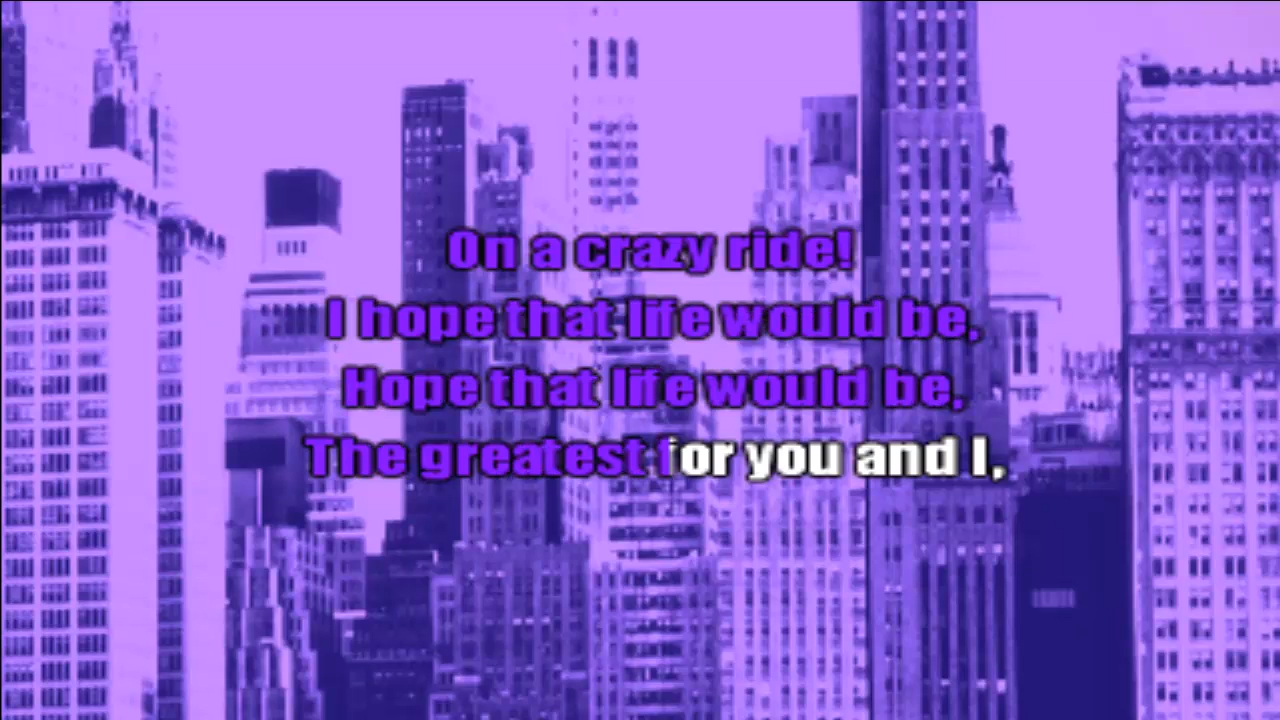 On a crazy ride!
I hope that life would be,
Hope that life would be,
The greatest for you and I,